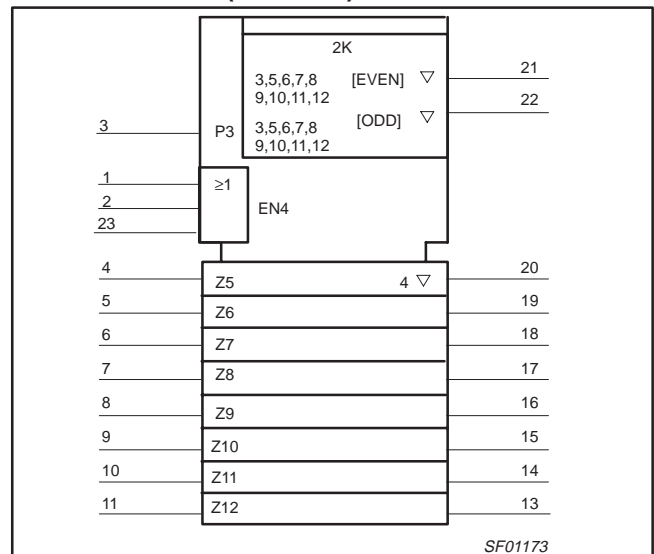 2K
3,5,6,7,8 [EVEN] ▽ 21
9,10,11,12
22
3 P3 3,5,6,7,8 [ODD] ▽
9,10,11,12
1 ≥1
2 EN4
23
4 Z5 4 ▽ 20
5 Z6 19
6 Z7 18
7 Z8 17
8 Z9 16
9 Z10 15
10 Z11 14
11 Z12 13
SF01173